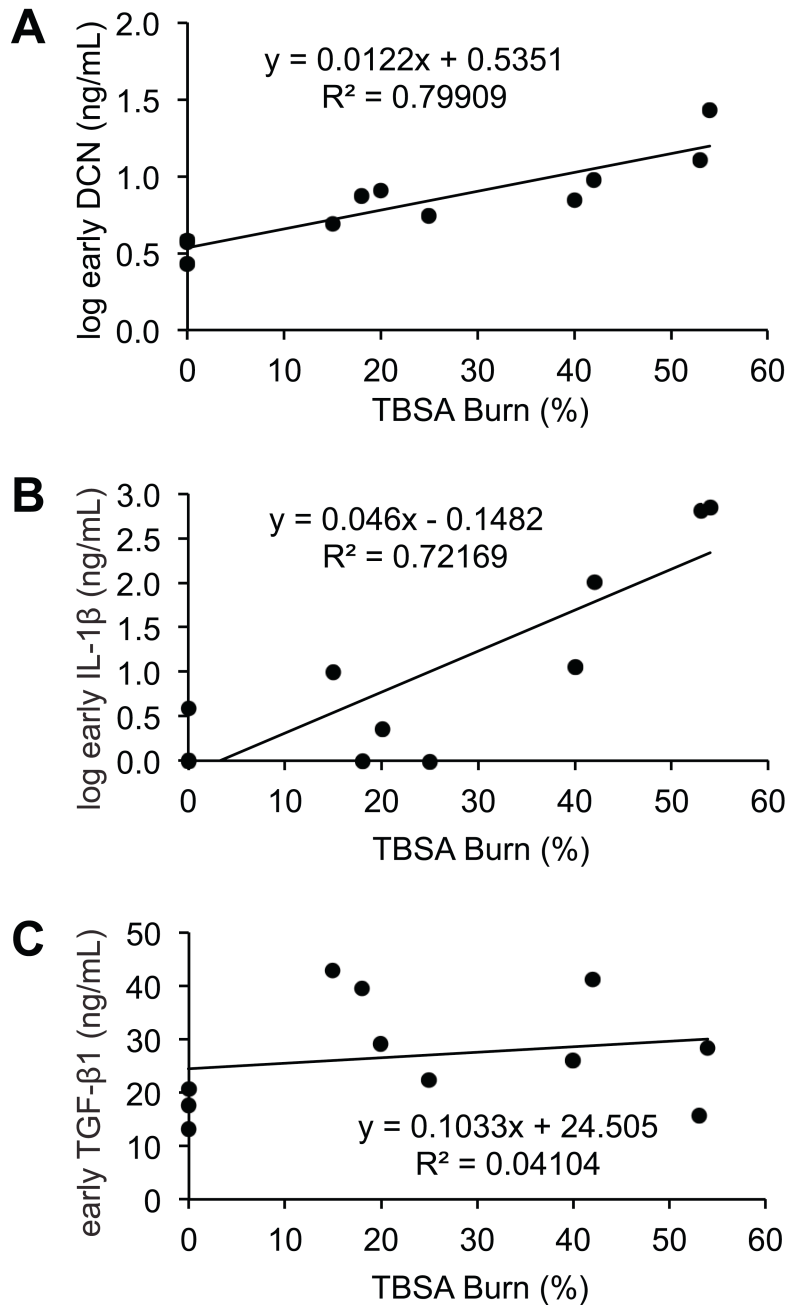 A
log early DCN (ng/mL)
2.0
1.5
1.0
0.5
0.0
y = 0.0122x + 0.5351
R² = 0.79909
0 10 20 30 40 50 60
TBSA Burn (%)
B
log early IL-1β (ng/mL)
3.0
2.5
2.0
1.5
1.0
0.5
0.0
y = 0.046x - 0.1482
R² = 0.72169
0 10 20 30 40 50 60
TBSA Burn (%)
C
early TGF-β1 (ng/mL)
50
40
30
20
10
0
y = 0.1033x + 24.505
R² = 0.04104
0 10 20 30 40 50 60
TBSA Burn (%)